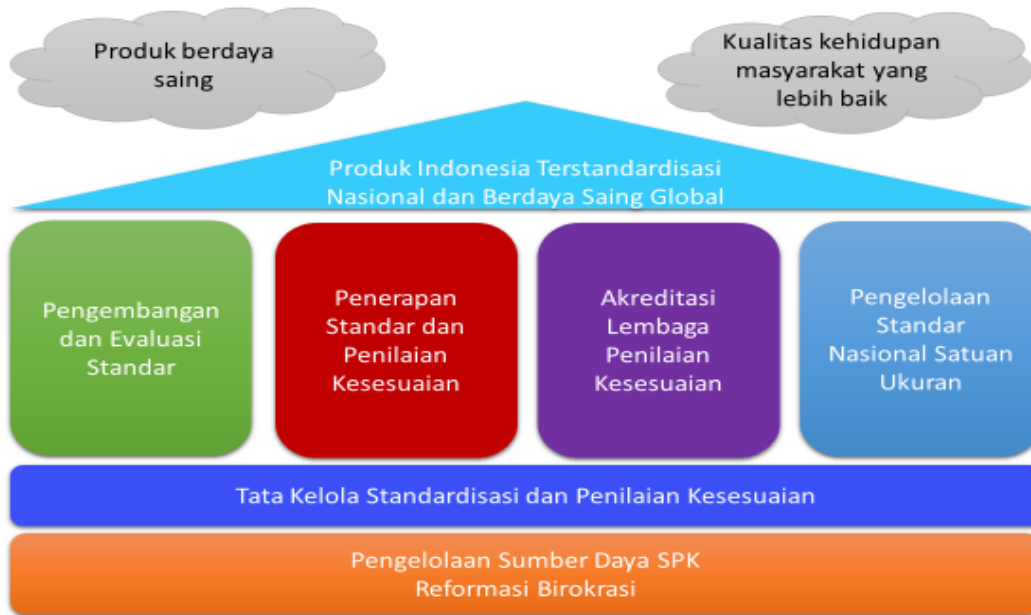 Produk berdaya
saing
Kualitas kehidupan
masyarakat yang
lebih baik
Produk Indonesia Terstandardisasi
Nasional dan Berdaya Saing Global
Pengembangan
dan Evaluasi
Standar
Penerapan
Standar dan
Penilaian
Kesesuaian
Akreditasi
Lembaga
Penilaian
Kesesuaian
Pengelolaan
Standar
Nasional Satuan
Ukuran
Tata Kelola Standardisasi dan Penilaian Kesesuaian
Pengelolaan Sumber Daya SPK
Reformasi Birokrasi